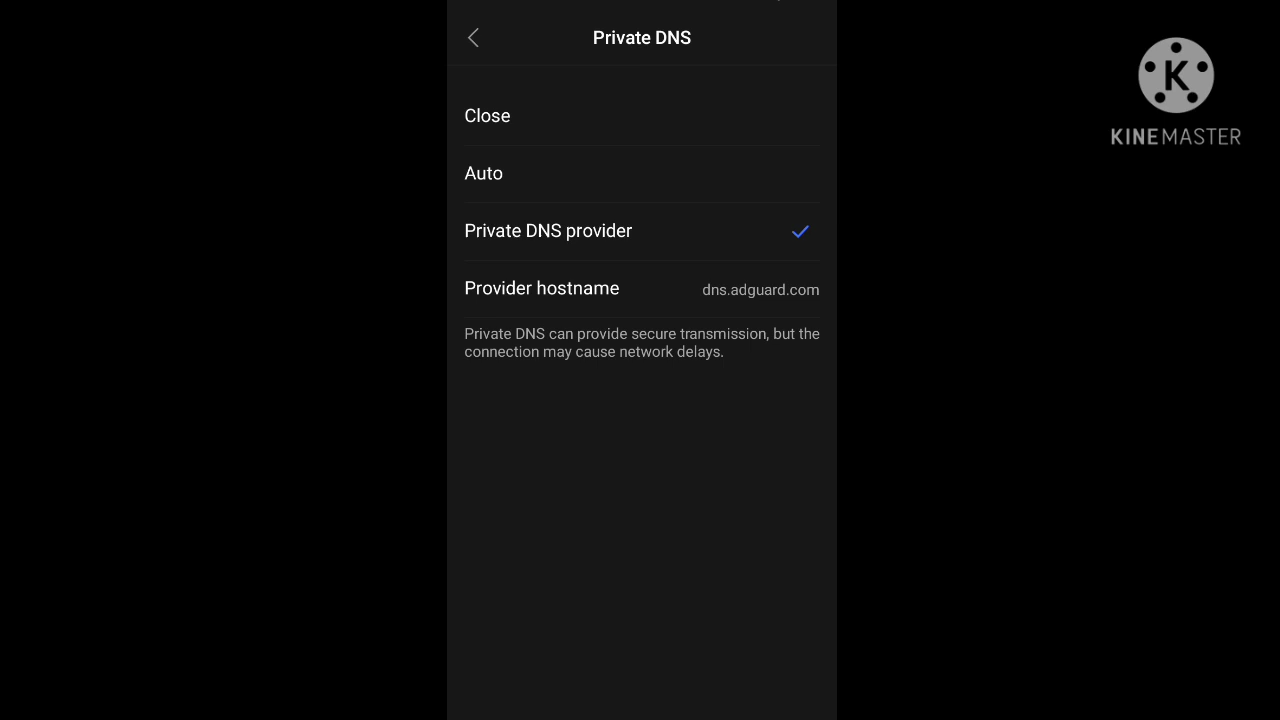 Private DNS
KINEMASTER
Close
Auto
Private DNS provider
Provider hostname dns.adguard.com
Private DNS can provide secure transmission, but the
connection may cause network delays.